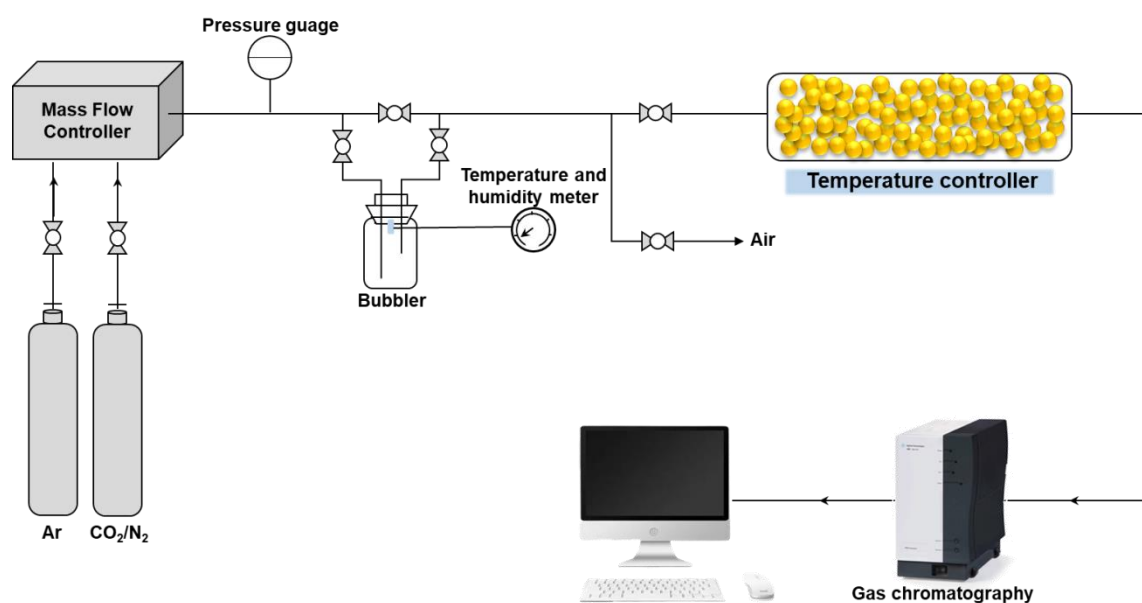 Pressure guage
Mass Flow
Controller
Temperature and
humidity meter
Temperature controller
Air
Bubbler
Ar
CO₂/N₂
Gas chromatography